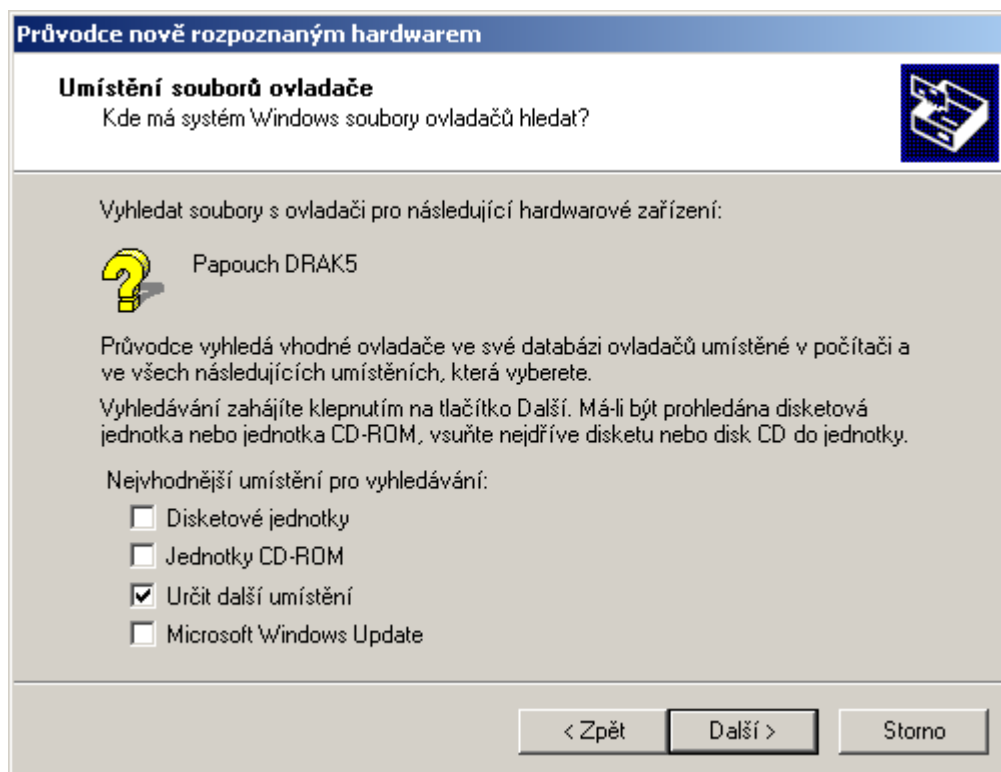 Průvodce nově rozpoznaným hardwarem
Umístění souborů ovladače
Kde má systém Windows soubory ovladačů hledat?
Vyhledat soubory s ovladači pro následující hardwarové zařízení:
Papouch DRAK5
Průvodce vyhledá vhodné ovladače ve své databázi ovladačů umístěné v počítači a
ve všech následujících umístěních, která vyberete.
Vyhledávání zahájíte klepnutím na tlačítko Další. Má-li být prohledána disketová
jednotka nebo jednotka CD-ROM, vsuňte nejdříve disketu nebo disk CD do jednotky.
Nejvhodnější umístění pro vyhledávání:
Disketové jednotky
Jednotky CD-ROM
Určit další umístění
Microsoft Windows Update
< Zpět Další > Storno